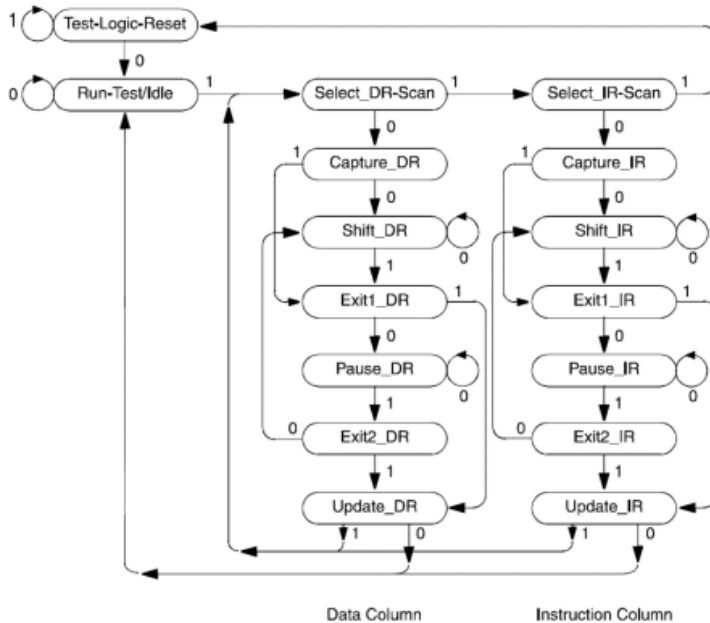 1
Test-Logic-Reset
0
0
Run-Test/Idle
1
Select_DR-Scan
1
Select_IR-Scan
1
0
0
1
Capture_DR
1
Capture_IR
0
0
Shift_DR
0
Shift_IR
0
1
1
Exit1_DR
1
Exit1_IR
1
0
0
Pause_DR
0
Pause_IR
0
1
1
0
Exit2_DR
0
Exit2_IR
1
1
Update_DR
Update_IR
1
0
1
0
Data Column
Instruction Column